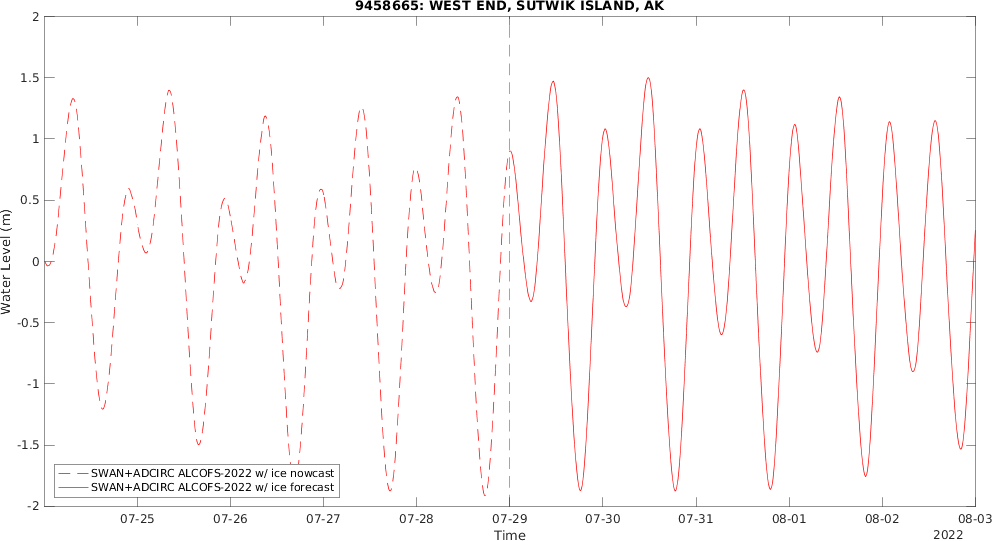 9458665: WEST END, SUTWIK ISLAND, AK
2
1.5
1
0.5
0
-0.5
-1
-1.5
-2
Water Level (m)
SWAN+ADCIRC ALCOFS-2022 w/ ice nowcast
SWAN+ADCIRC ALCOFS-2022 w/ ice forecast
07-25 07-26 07-27 07-28 07-29 07-30 07-31 08-01 08-02 08-03
Time
2022